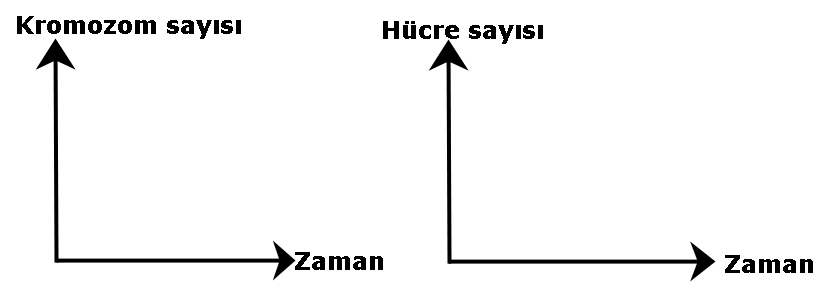 Kromozom sayısı
Hücre sayısı
Zaman
Zaman